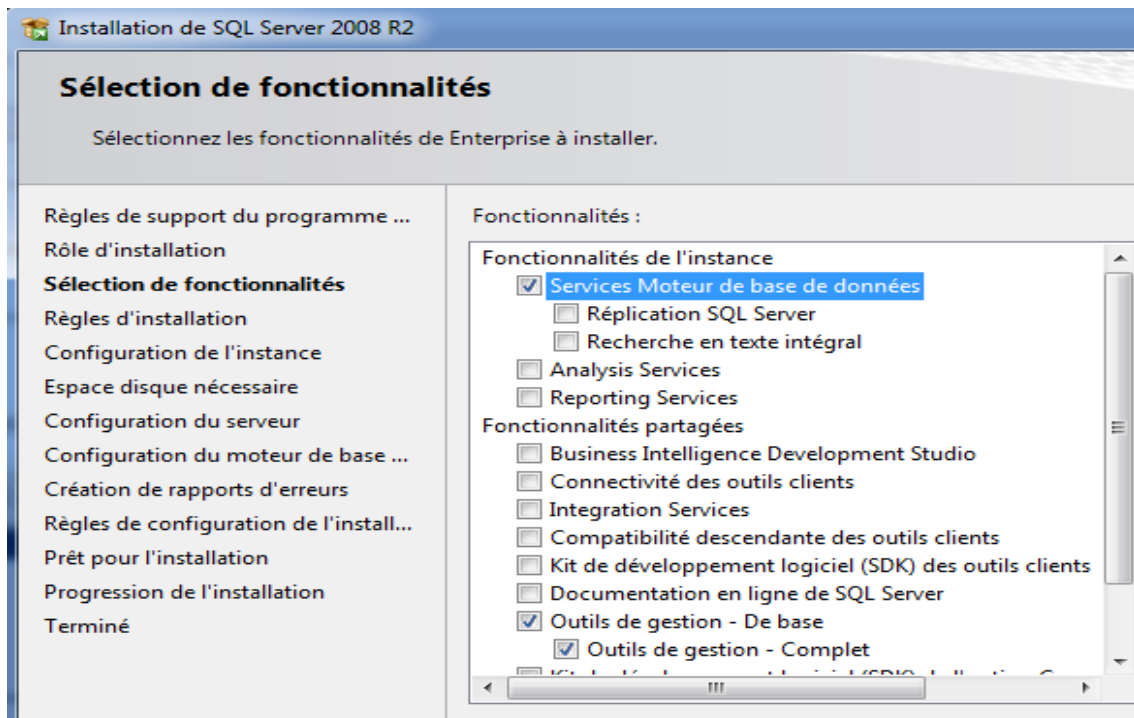 Installation de SQL Server 2008 R2
Sélection de fonctionnalités
Sélectionnez les fonctionnalités de Enterprise à installer.
Règles de support du programme ...
Rôle d'installation
Sélection de fonctionnalités
Règles d'installation
Configuration de l'instance
Espace disque nécessaire
Configuration du serveur
Configuration du moteur de base ...
Création de rapports d'erreurs
Règles de configuration de l'install...
Prêt pour l'installation
Progression de l'installation
Terminé
Fonctionnalités :
Fonctionnalités de l'instance
Services Moteur de base de données
Réplication SQL Server
Recherche en texte intégral
Analysis Services
Reporting Services
Fonctionnalités partagées
Business Intelligence Development Studio
Connectivité des outils clients
Integration Services
Compatibilité descendante des outils clients
Kit de développement logiciel (SDK) des outils clients
Documentation en ligne de SQL Server
Outils de gestion - De base
Outils de gestion - Complet